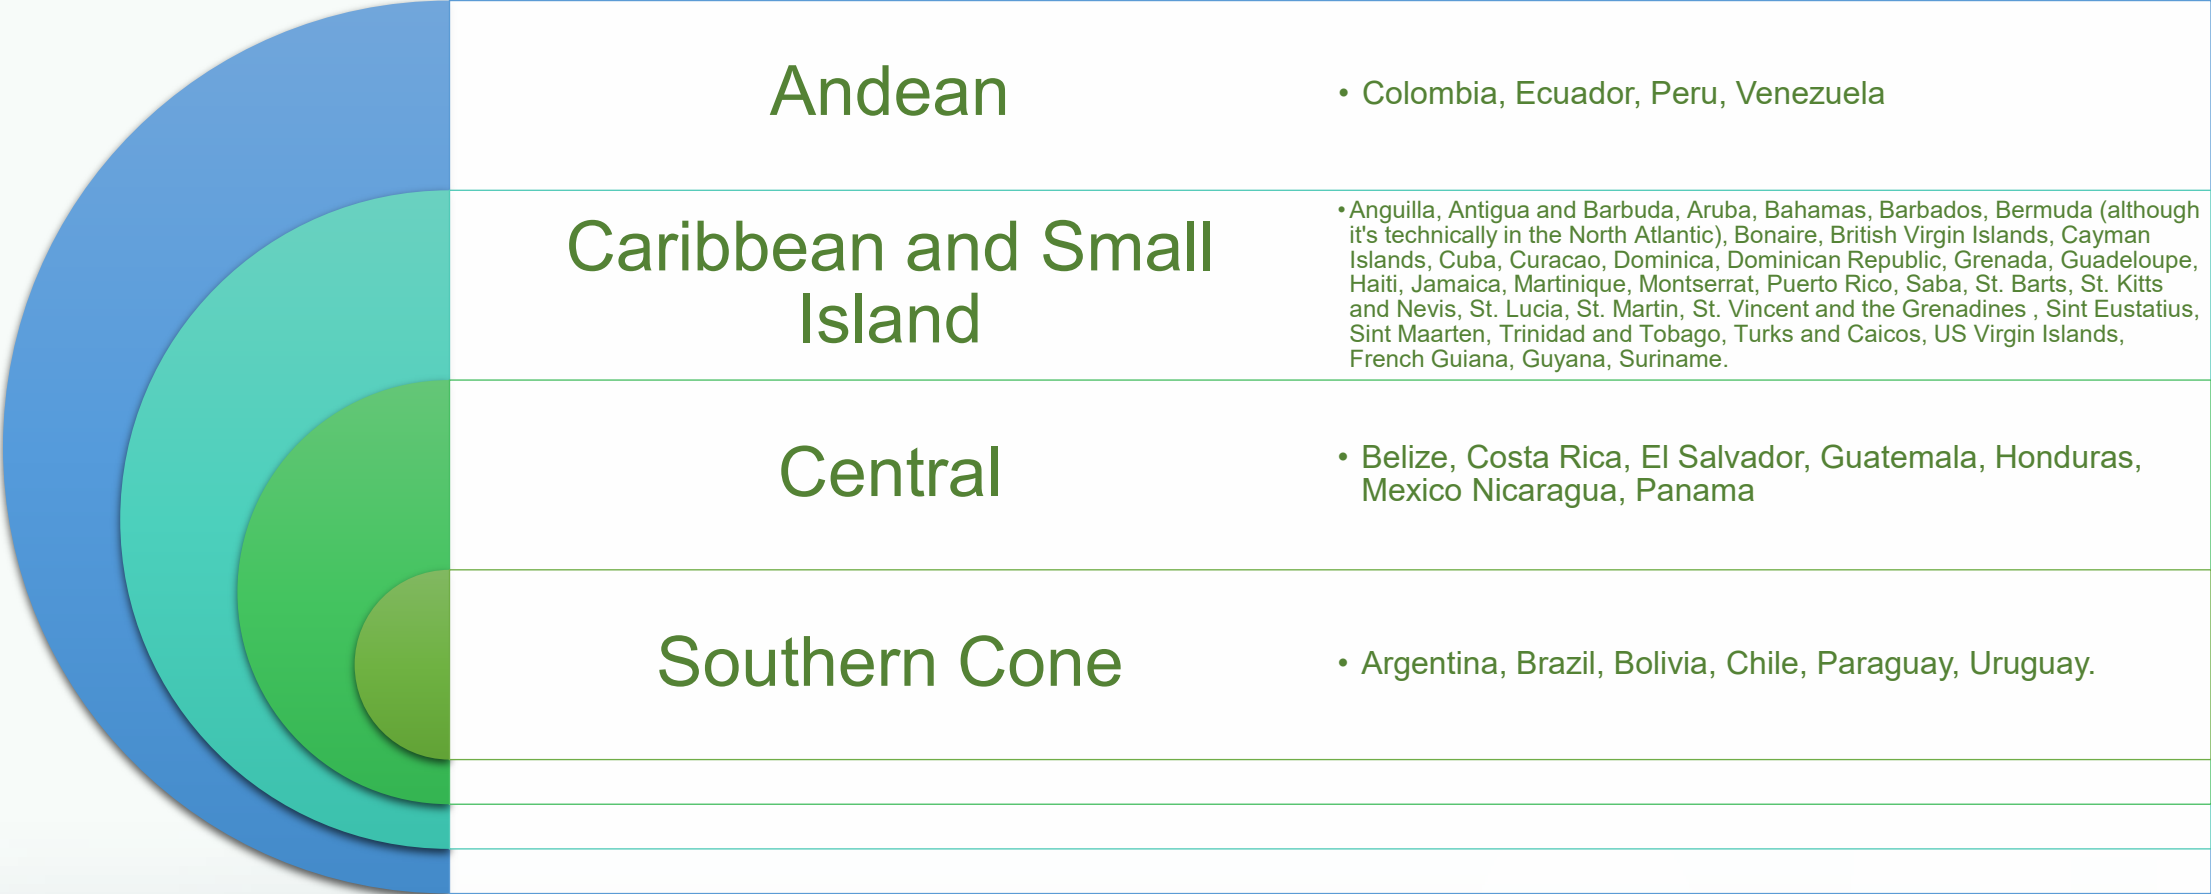 Andean
• Colombia, Ecuador, Peru, Venezuela
Caribbean and Small
Island
• Anguilla, Antigua and Barbuda, Aruba, Bahamas, Barbados, Bermuda (although
it's technically in the North Atlantic), Bonaire, British Virgin Islands, Cayman
Islands, Cuba, Curacao, Dominica, Dominican Republic, Grenada, Guadeloupe,
Haiti, Jamaica, Martinique, Montserrat, Puerto Rico, Saba, St. Barts, St. Kitts
and Nevis, St. Lucia, St. Martin, St. Vincent and the Grenadines , Sint Eustatius,
Sint Maarten, Trinidad and Tobago, Turks and Caicos, US Virgin Islands,
French Guiana, Guyana, Suriname.
Central
• Belize, Costa Rica, El Salvador, Guatemala, Honduras,
Mexico Nicaragua, Panama
Southern Cone
• Argentina, Brazil, Bolivia, Chile, Paraguay, Uruguay.